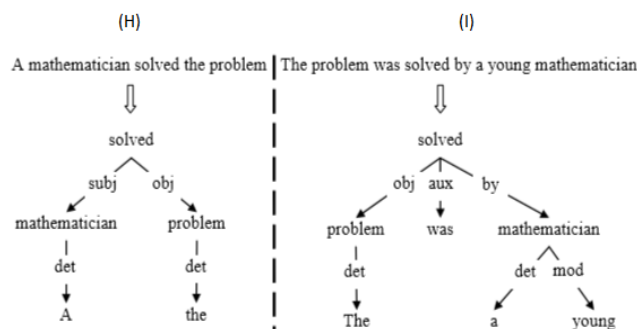 (H) (I)
A mathematician solved the problem The problem was solved by a young mathematician
solved solved
subj obj obj aux by
mathematician problem problem was mathematician
det det det det mod
A the The a young